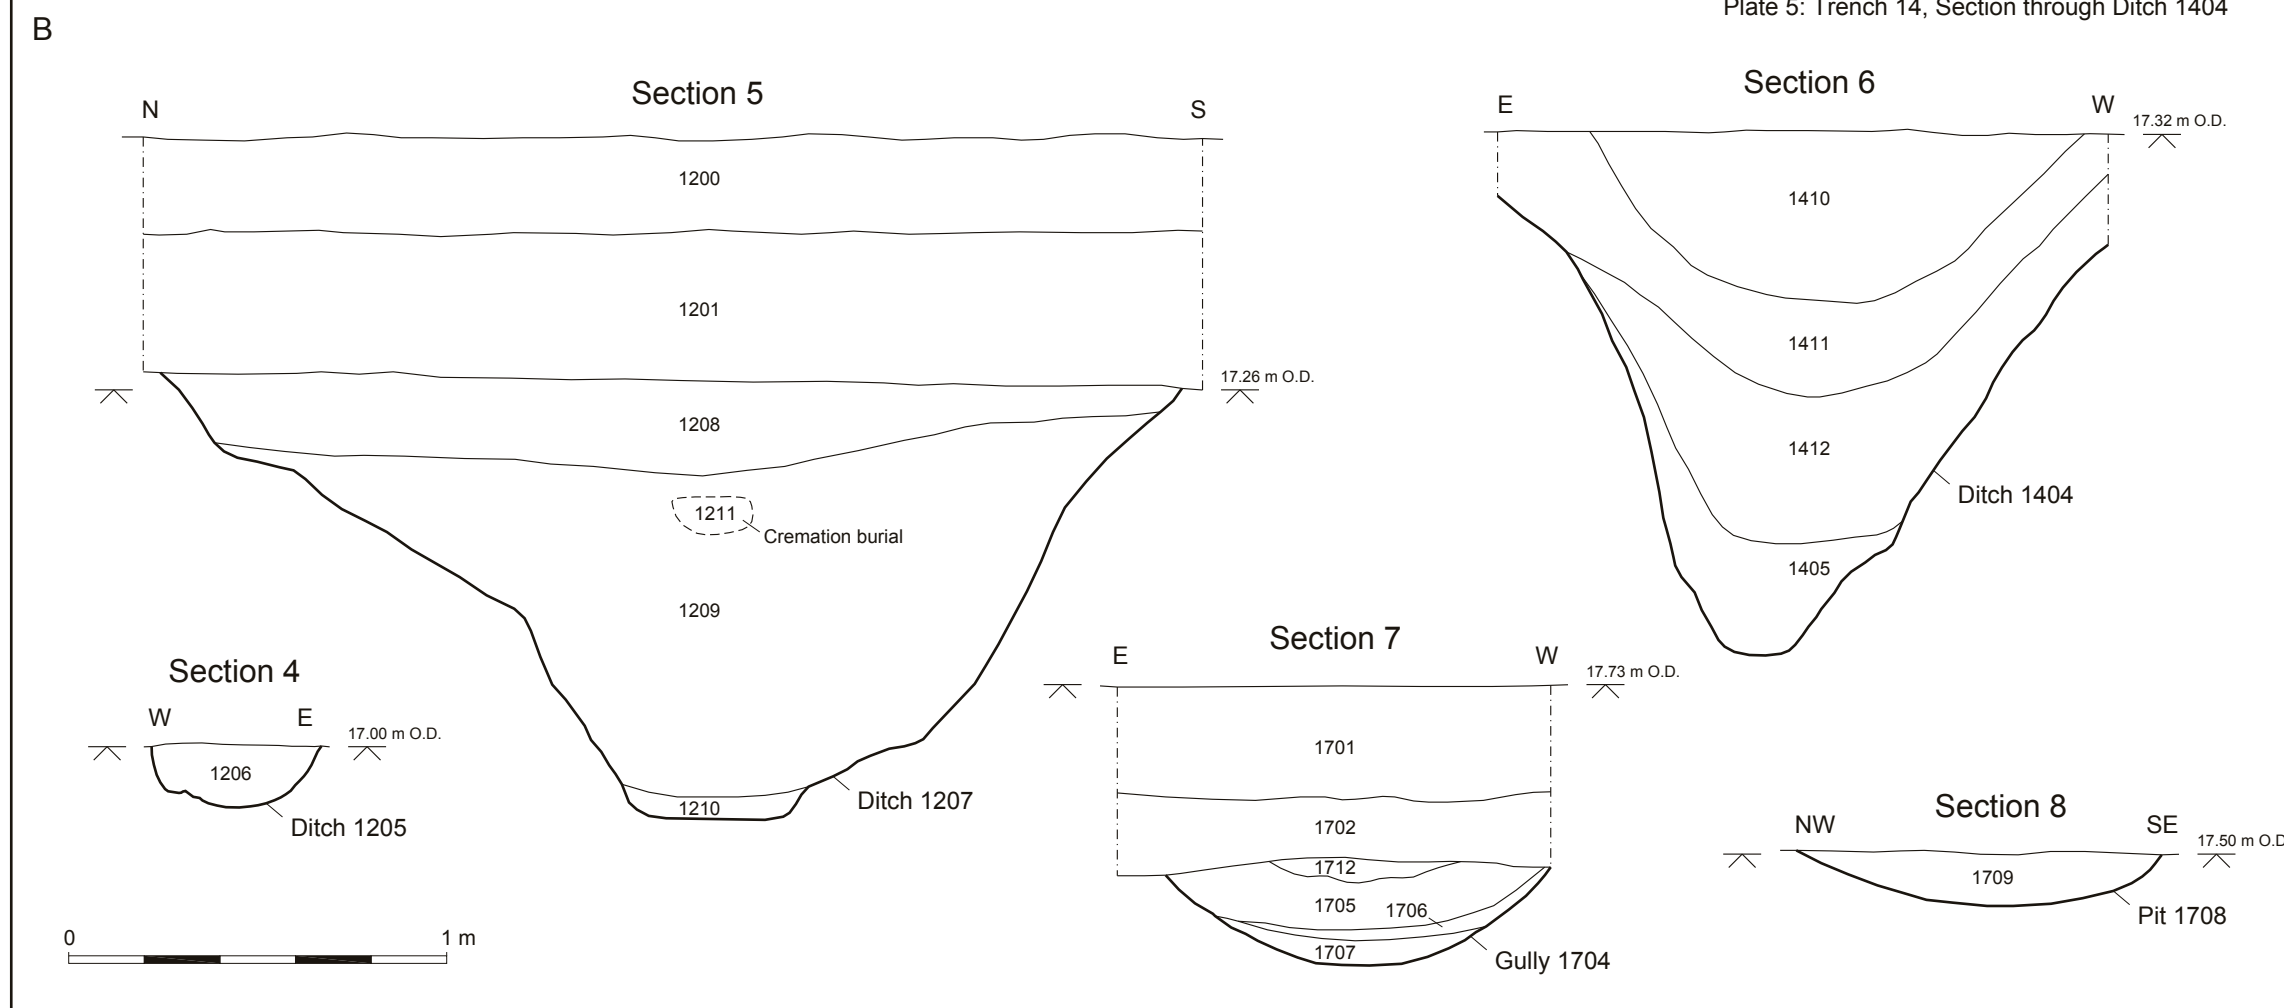 Plate 5: Trench 14, Section through Ditch 1404
B
Section 5
N
S
1200
1201
17.26 m O.D.
1208
1211
Cremation burial
1209
1210
Ditch 1207
Section 6
E
W
17.32 m O.D.
1410
1411
1412
Ditch 1404
1405
Section 4
W
E
17.00 m O.D.
1206
Ditch 1205
Section 7
E
W
17.73 m O.D.
1701
1702
1712
1705
1706
1707
Gully 1704
Section 8
NW
SE
17.50 m O.D
1709
Pit 1708
0
1 m